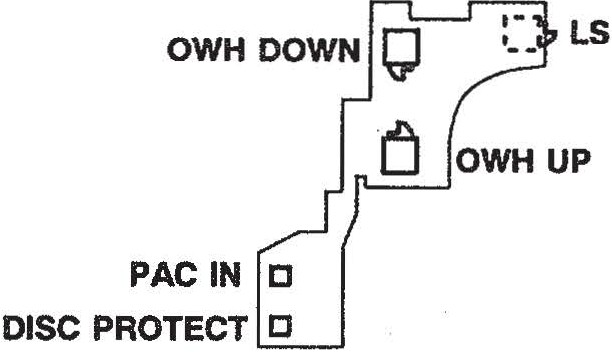 LS
OWH DOWN
OWH UP
PAC IN
DISC PROTECT